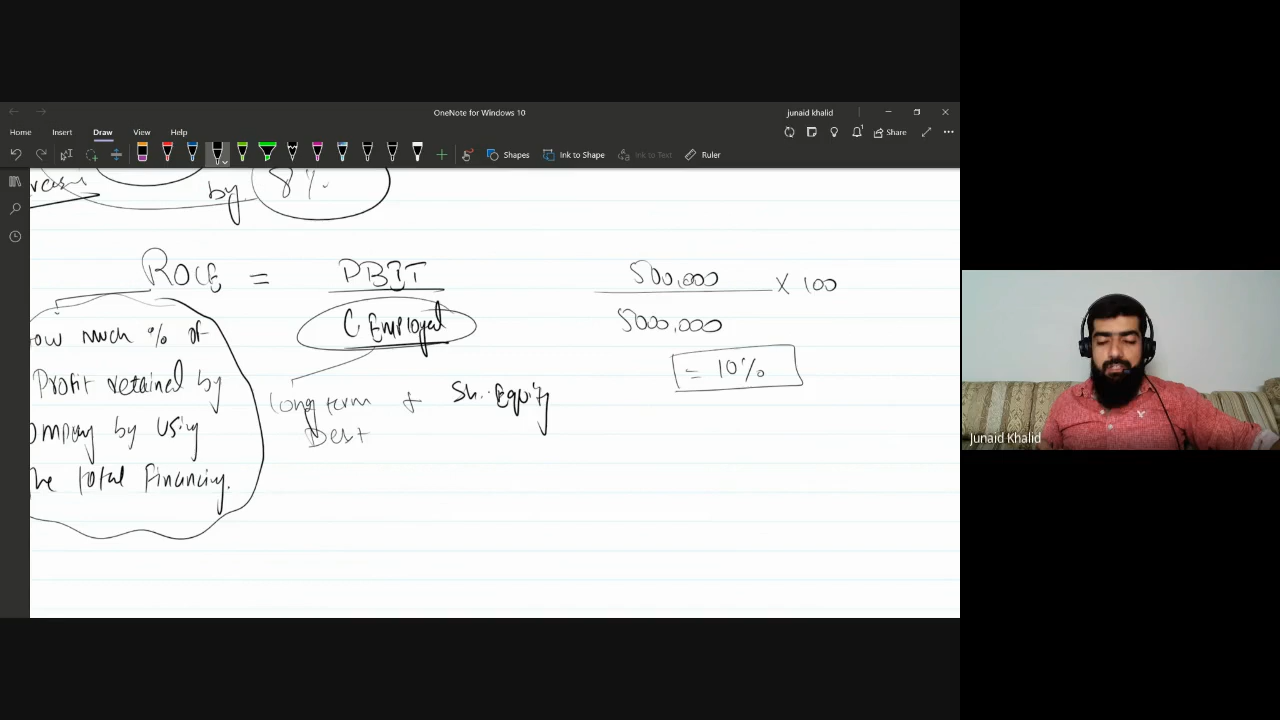 OneNote for Windows 10
junaid khalid
Home Insert Draw View Help
Share
Shapes Ink to Shape Ink to Text Ruler
by 8%
ROCE = PBIT
C Employed
Long term + Sh. Equity
Debt
ow much % of
Profit retained by
ompany by using
he total Financing.
500,000 X 100
5000,000
= 10%
Junaid Khalid